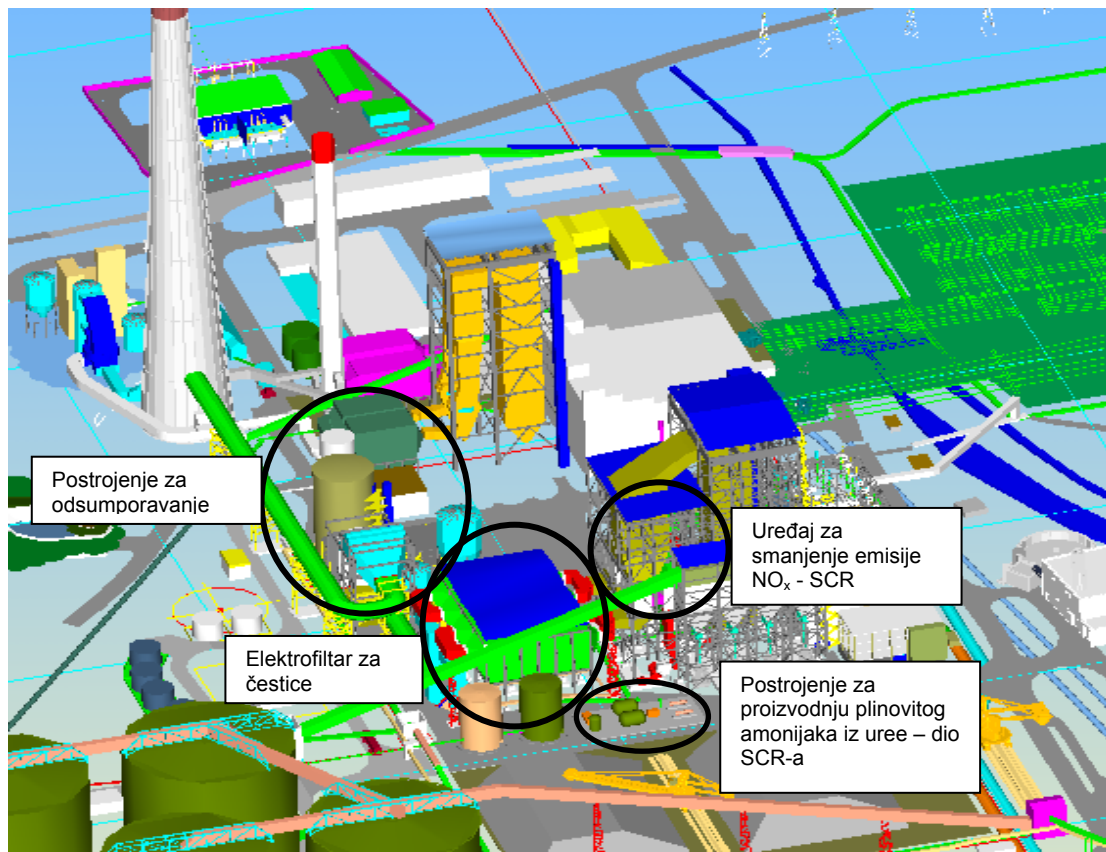 Postrojenje za
odsumporavanje
Uređaj za
smanjenje emisije
NOₓ - SCR
Elektrofiltar za
čestice
Postrojenje za
proizvodnju plinovitog
amonijaka iz uree – dio
SCR-a